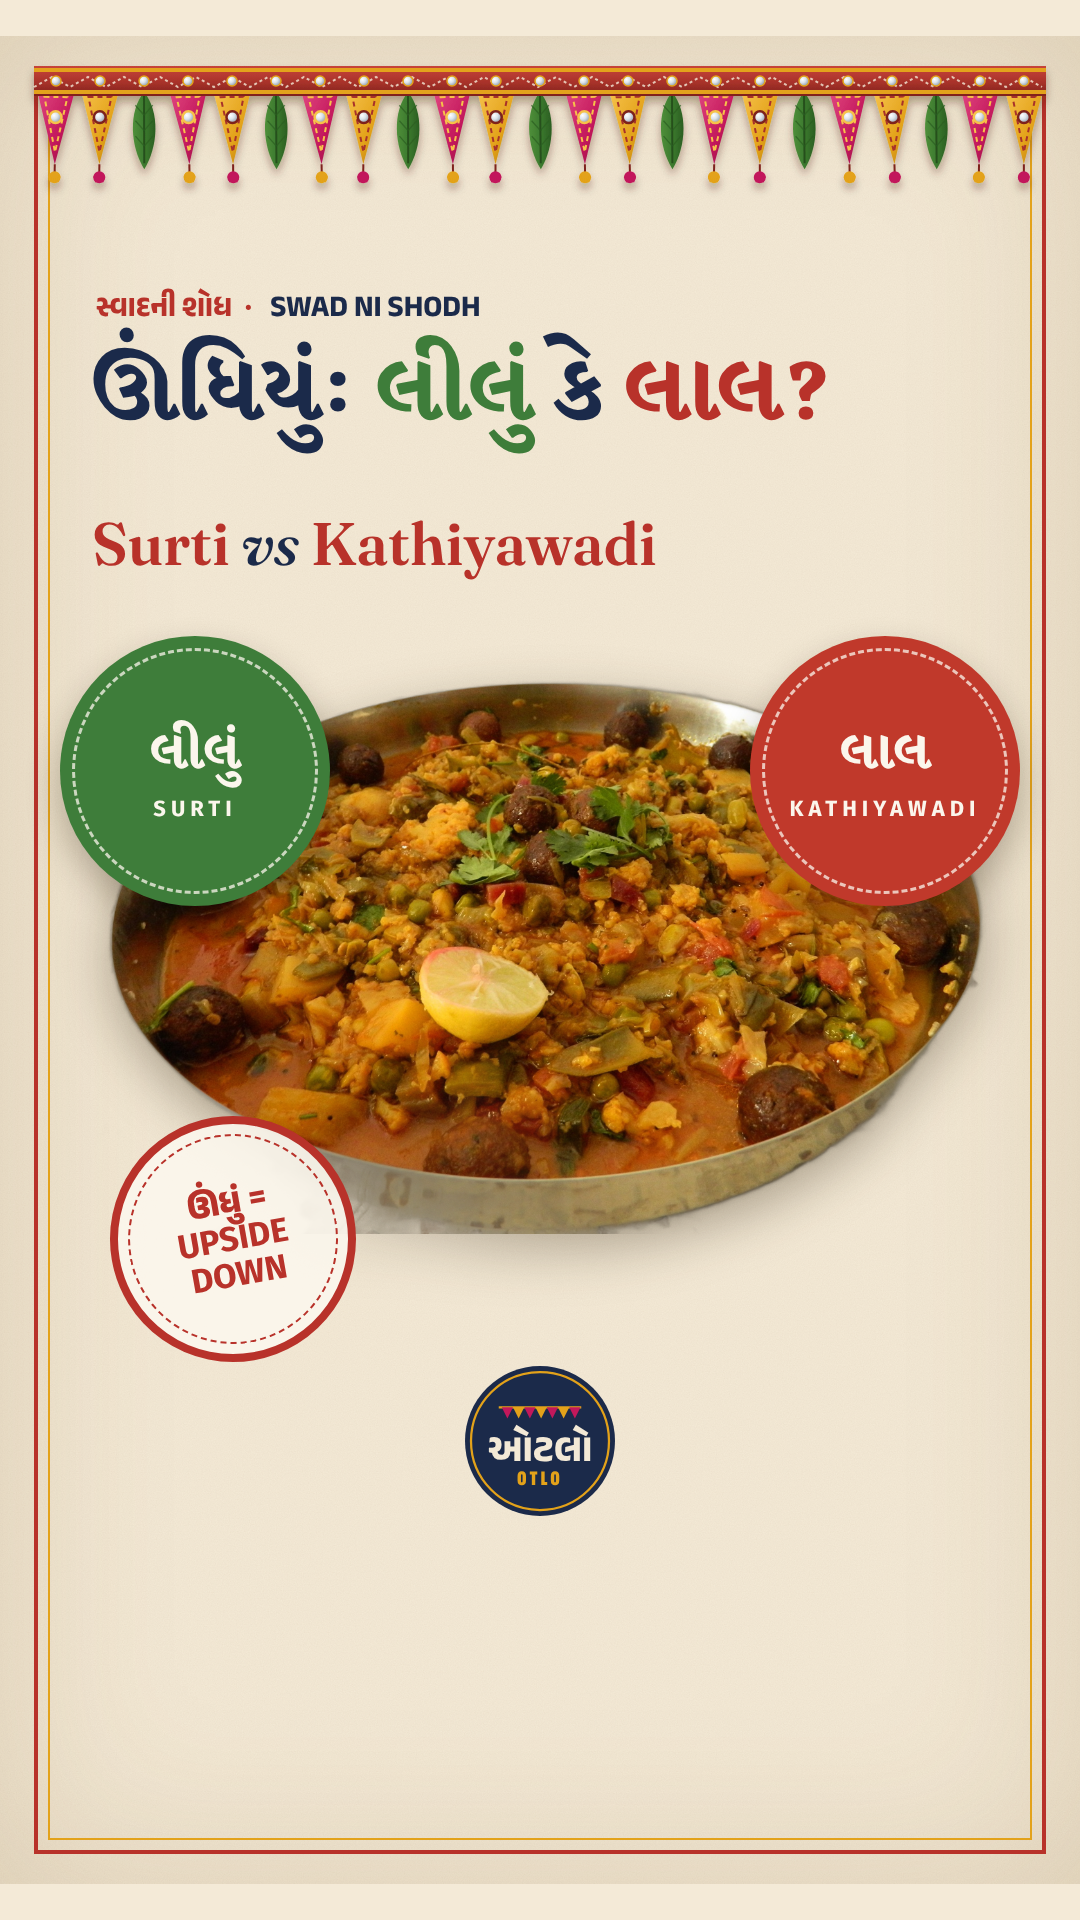 સ્વાદની શોધ · SWAD NI SHODH
ઊંધિયું: લીલું કે લાલ?
Surti vs Kathiyawadi
લીલું
SURTI
લાલ
KATHIYAWADI
ઊંધું =
UPSIDE
DOWN
ઓટલો
OTLO